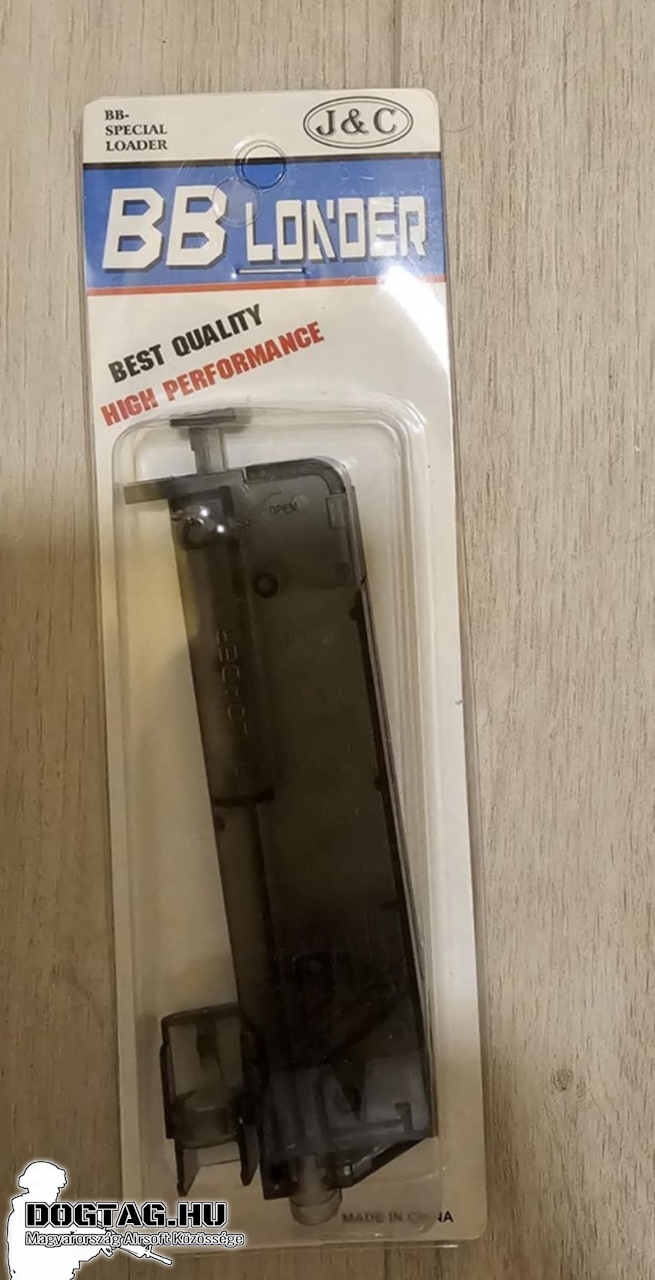 BB-
SPECIAL
LOADER
J&C
BB LOADER
BEST QUALITY
HIGH PERFORMANCE
OPEN
LOADER
MADE IN CHINA
DOGTAG.HU
Magyarország Airsoft Közössége